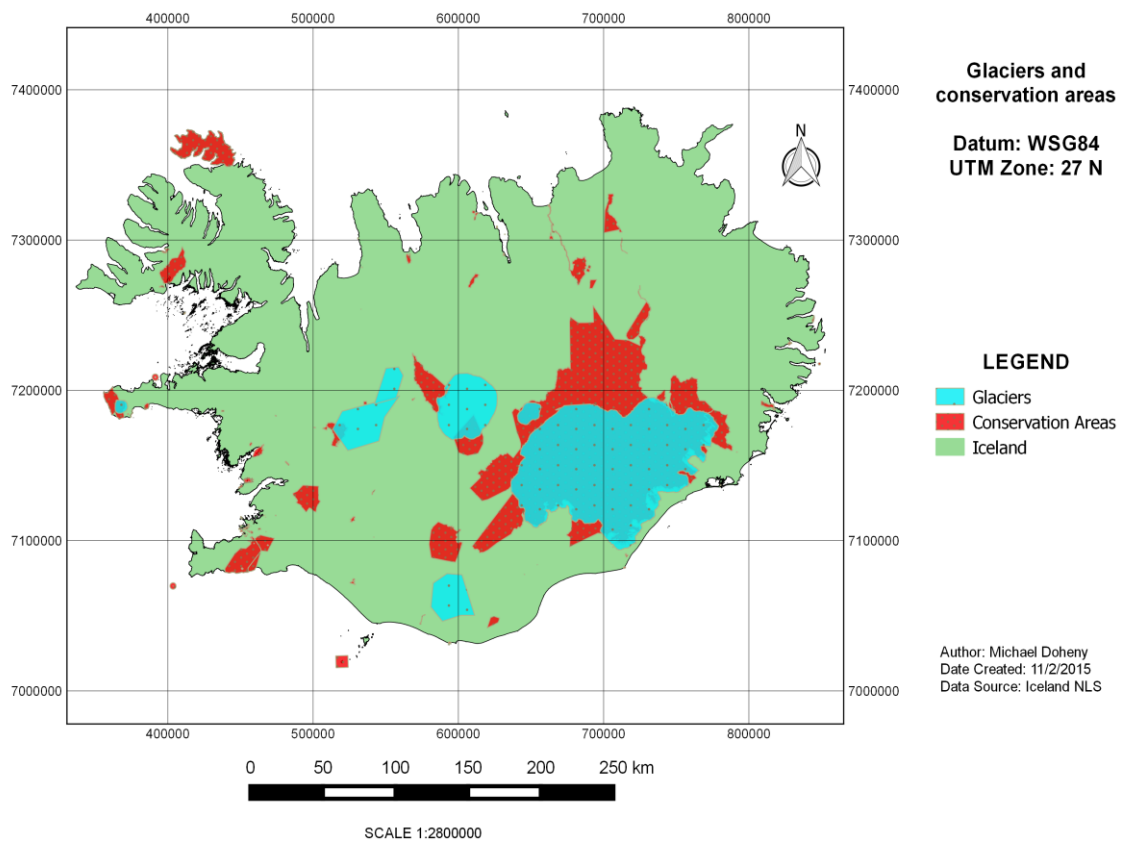 400000 500000 600000 700000 800000
7400000 7400000
7300000 7300000
7200000 7200000
7100000 7100000
7000000 7000000
400000 500000 600000 700000 800000
N
Glaciers and
conservation areas
Datum: WSG84
UTM Zone: 27 N
LEGEND
Glaciers
Conservation Areas
Iceland
Author: Michael Doheny
Date Created: 11/2/2015
Data Source: Iceland NLS
0 50 100 150 200 250 km
SCALE 1:2800000